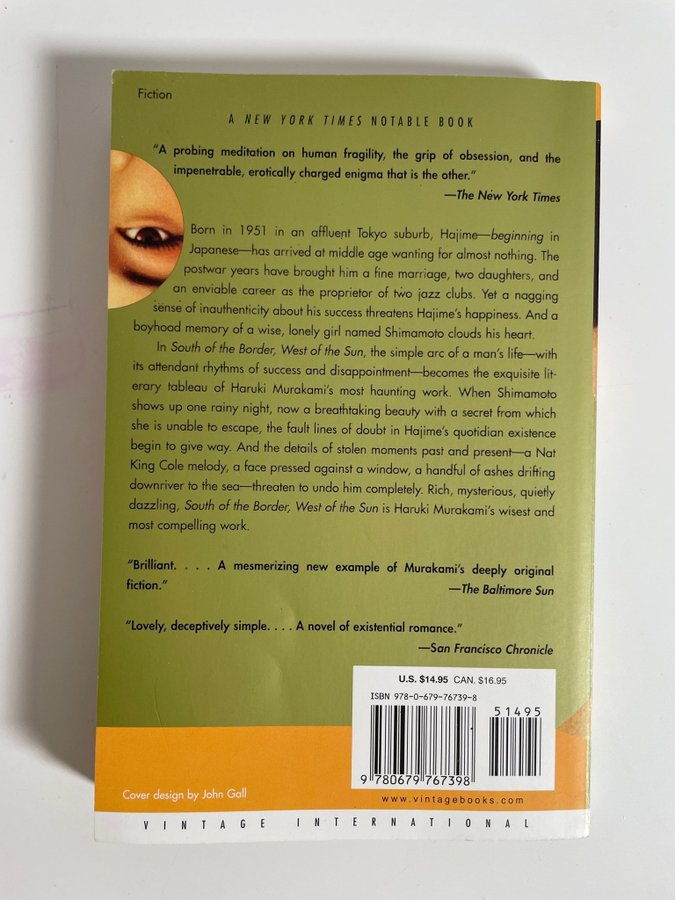 Fiction
A NEW YORK TIMES NOTABLE BOOK
"A probing meditation on human fragility, the grip of obsession, and the
impenetrable, erotically charged enigma that is the other."
—The New York Times
Born in 1951 in an affluent Tokyo suburb, Hajime—beginning in
Japanese—has arrived at middle age wanting for almost nothing. The
postwar years have brought him a fine marriage, two daughters, and
an enviable career as the proprietor of two jazz clubs. Yet a nagging
sense of inauthenticity about his success threatens Hajime's happiness. And a
boyhood memory of a wise, lonely girl named Shimamoto clouds his heart.
In South of the Border, West of the Sun, the simple arc of a man's life—with
its attendant rhythms of success and disappointment—becomes the exquisite lit-
erary tableau of Haruki Murakami's most haunting work. When Shimamoto
shows up one rainy night, now a breathtaking beauty with a secret from which
she is unable to escape, the fault lines of doubt in Hajime's quotidian existence
begin to give way. And the details of stolen moments past and present—a Nat
King Cole melody, a face pressed against a window, a handful of ashes drifting
downriver to the sea—threaten to undo him completely. Rich, mysterious, quietly
dazzling, South of the Border, West of the Sun is Haruki Murakami's wisest and
most compelling work.
"Brilliant. . . . A mesmerizing new example of Murakami's deeply original
fiction."
—The Baltimore Sun
"Lovely, deceptively simple. . . . A novel of existential romance."
—San Francisco Chronicle
U.S. $14.95 CAN. $16.95
ISBN 978-0-679-76739-8
51495
9 780679 767398
www.vintagebooks.com
Cover design by John Gall
VINTAGE INTERNATIONAL